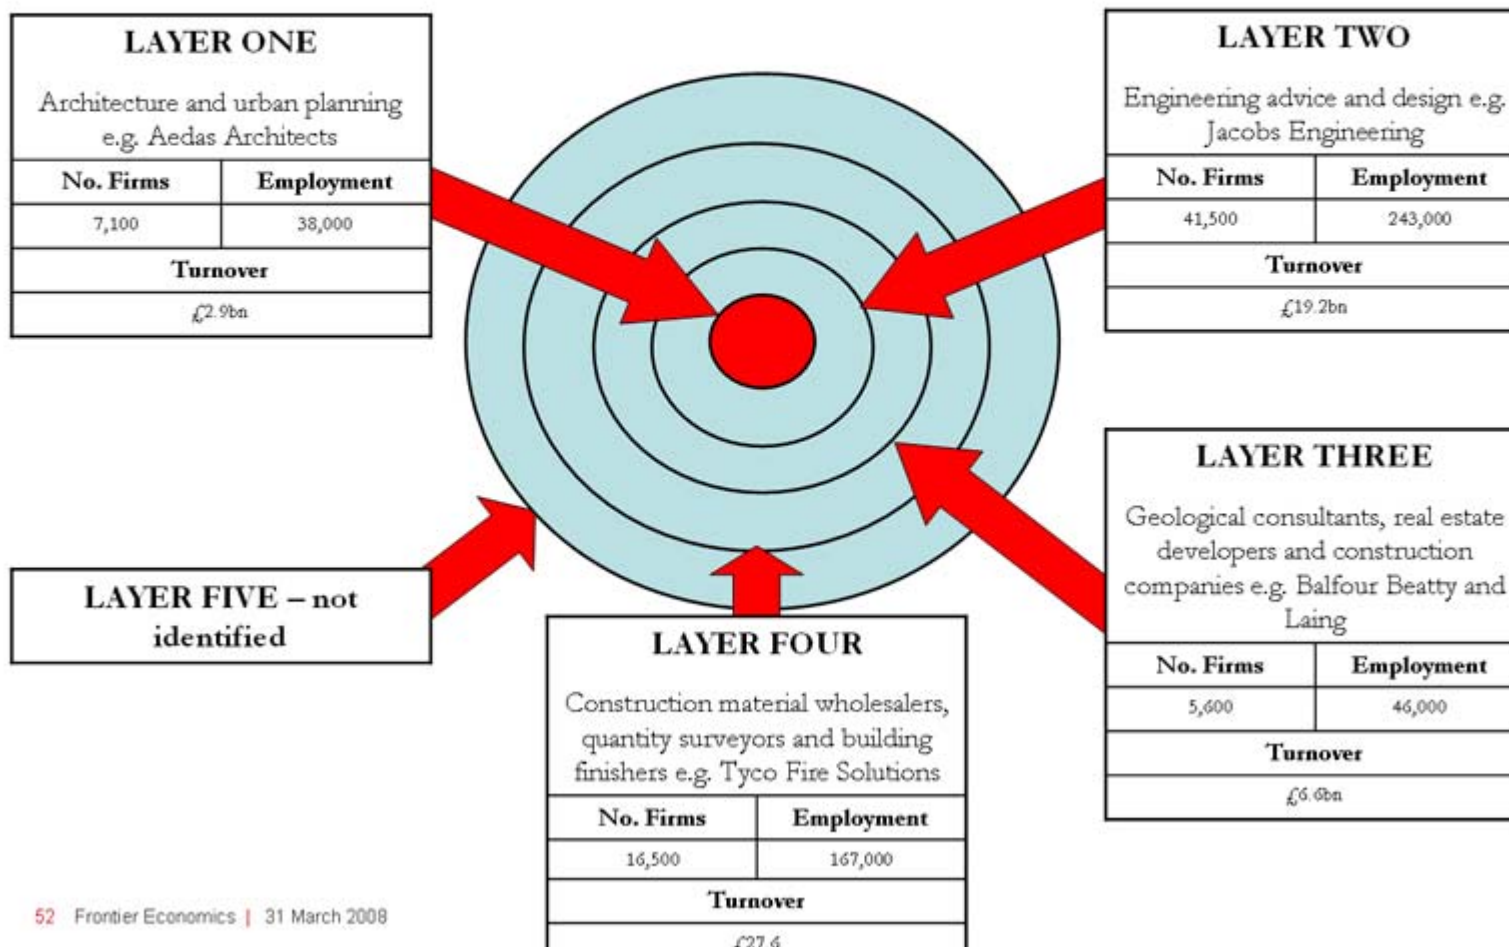 LAYER ONE
Architecture and urban planning
e.g. Aedas Architects
No. Firms Employment
7,100 38,000
Turnover
£2.9bn
LAYER TWO
Engineering advice and design e.g.
Jacobs Engineering
No. Firms Employment
41,500 243,000
Turnover
£19.2bn
LAYER THREE
Geological consultants, real estate
developers and construction
companies e.g. Balfour Beatty and
Laing
No. Firms Employment
5,600 46,000
Turnover
£6.6bn
LAYER FOUR
Construction material wholesalers,
quantity surveyors and building
finishers e.g. Tyco Fire Solutions
No. Firms Employment
16,500 167,000
Turnover
£27.6
LAYER FIVE – not
identified
52 Frontier Economics | 31 March 2008